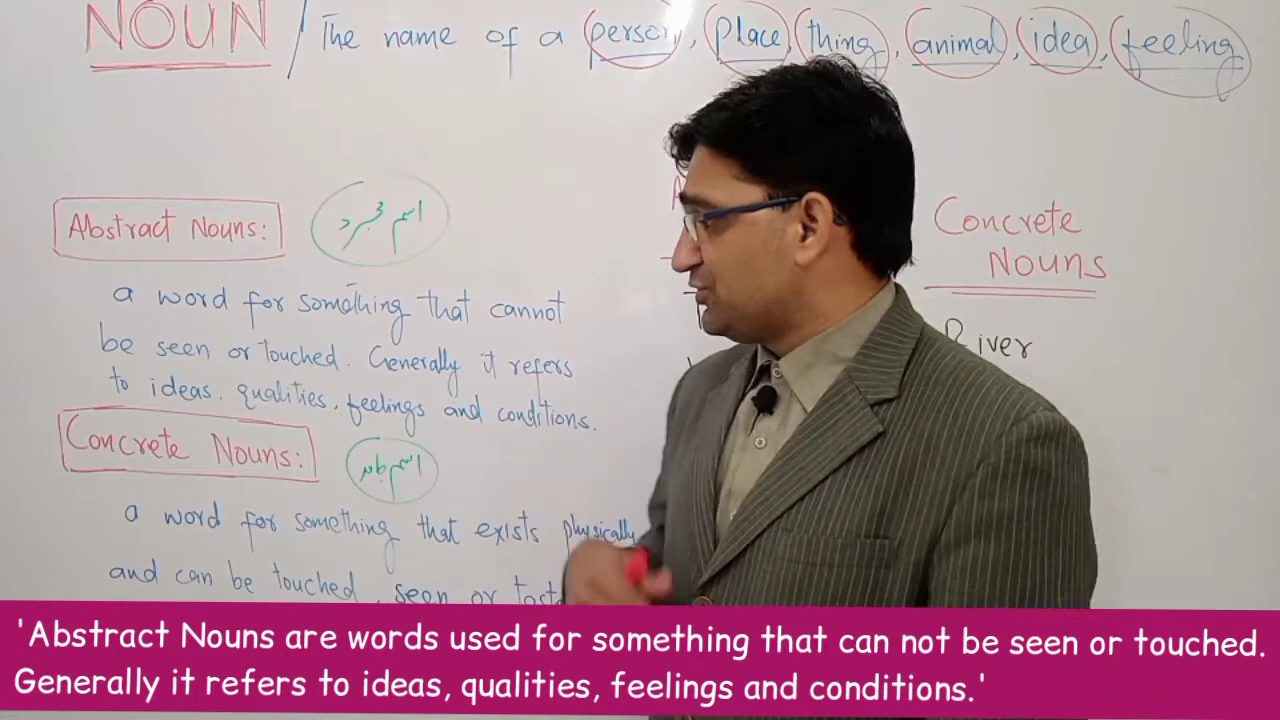 NOUN / The name of a person, place, thing, animal, idea, feeling
Abstract Nouns:
اسم مجرد
a word for something that cannot
be seen or touched. Generally it refers
to ideas, qualities, feelings and conditions.
Concrete Nouns:
a word for something that exists physically
and can be touched, seen or
Concrete
Nouns
River
'Abstract Nouns are words used for something that can not be seen or touched.
Generally it refers to ideas, qualities, feelings and conditions.'